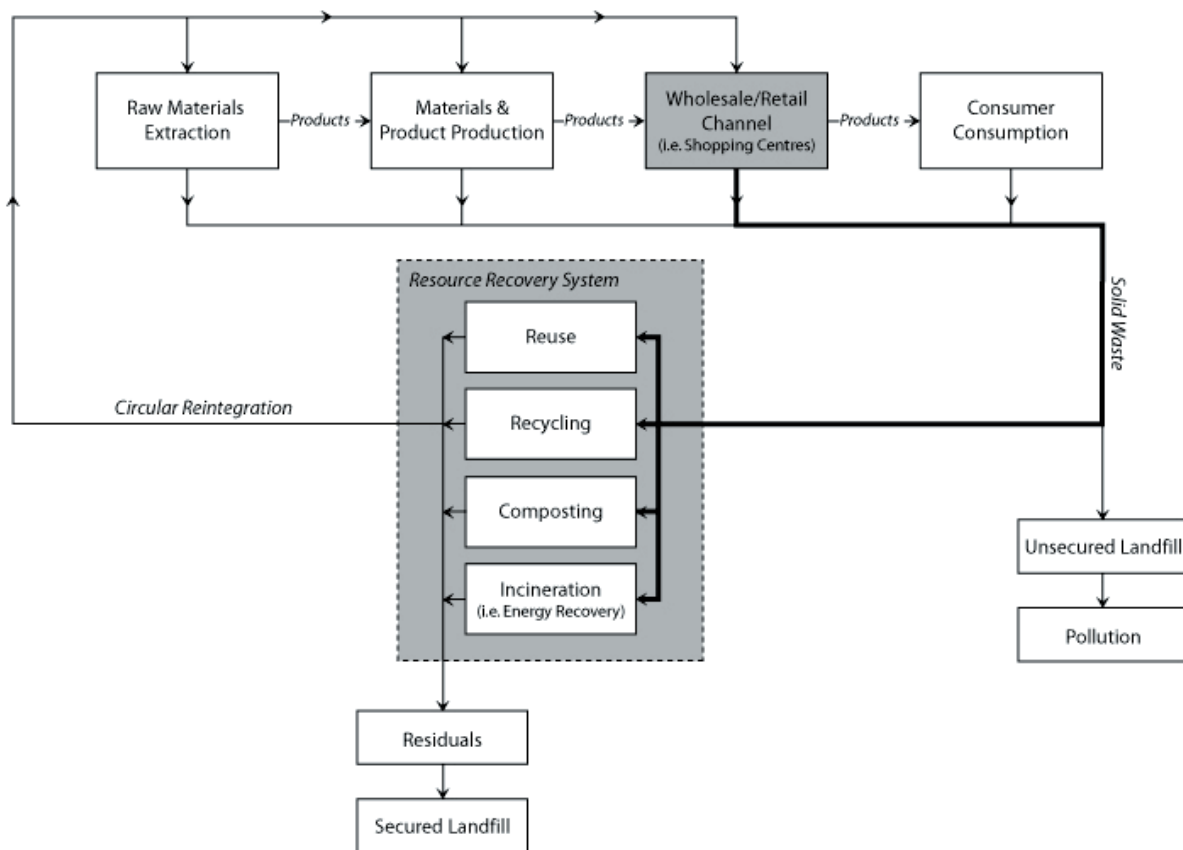 Raw Materials
Extraction
Products
Materials &
Product Production
Products
Wholesale/Retail
Channel
(i.e. Shopping Centres)
Products
Consumer
Consumption
Resource Recovery System
Reuse
Solid Waste
Circular Reintegration
Recycling
Composting
Unsecured Landfill
Incineration
(i.e. Energy Recovery)
Pollution
Residuals
Secured Landfill